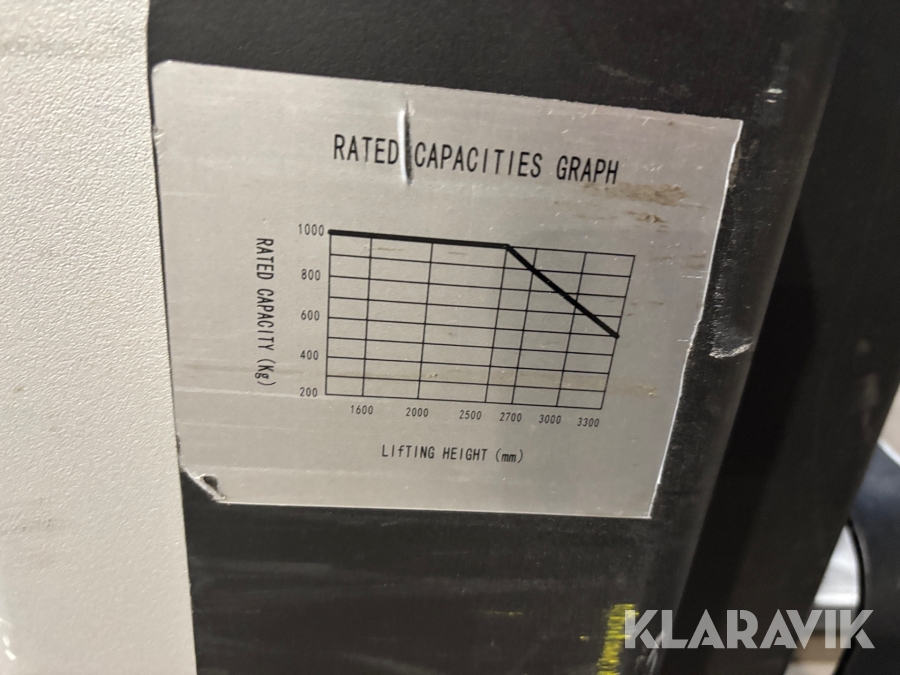 RATED CAPACITIES GRAPH
RATED CAPACITY (Kg)
1000
800
600
400
200
1600 2000 2500 2700 3000 3300
LIfTING HEIGHT (mm)
KLARAVIK